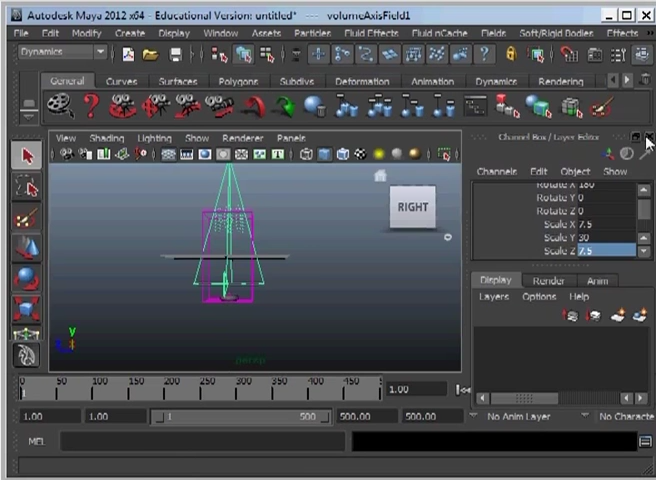 Autodesk Maya 2012 x64 - Educational Version: untitled* --- volumeAxisField1
File Edit Modify Create Display Window Assets Particles Fluid Effects Fluid nCache Fields Soft/Rigid Bodies Effects »
Dynamics
General Curves Surfaces Polygons Subdivs Deformation Animation Dynamics Rendering
View Shading Lighting Show Renderer Panels
Channel Box / Layer Editor
Channels Edit Object Show
Rotate X 180
Rotate Y 0
Rotate Z 0
Scale X 7.5
Scale Y 30
Scale Z 7.5
RIGHT
Display Render Anim
Layers Options Help
y
persp
0 50 100 150 200 250 300 350 400 450
1.00
1.00 1.00 1 500 500.00 500.00 No Anim Layer No Characte
MEL